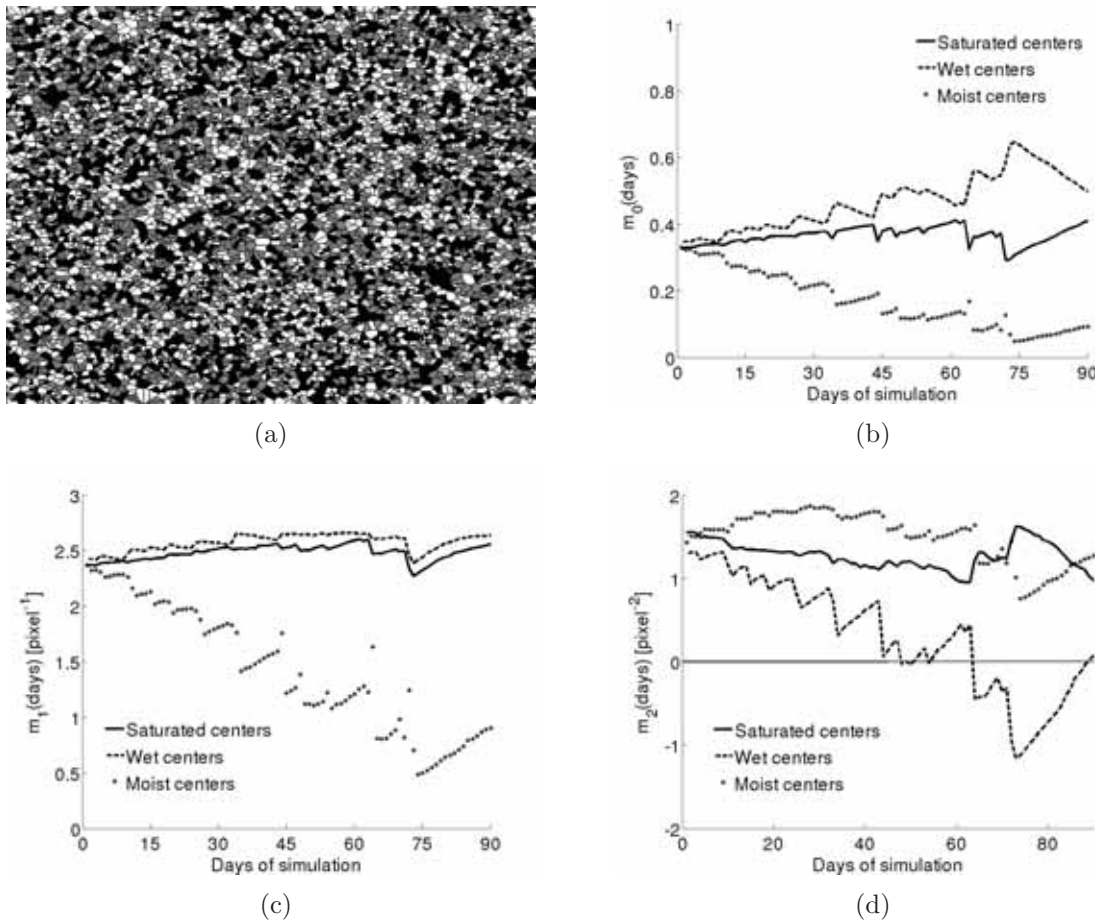 1
0.8
0.6
0.4
0.2
0
m0(days)
Saturated centers
Wet centers
Moist centers
0 15 30 45 60 75 90
Days of simulation
(a)
(b)
3
2.5
2
1.5
1
0.5
0
m1(days) [pixel-1]
Saturated centers
Wet centers
Moist centers
0 15 30 45 60 75 90
Days of simulation
2
1
0
-1
-2
m2(days) [pixel-2]
Saturated centers
Wet centers
Moist centers
0 20 40 60 80
Days of simulation
(c)
(d)